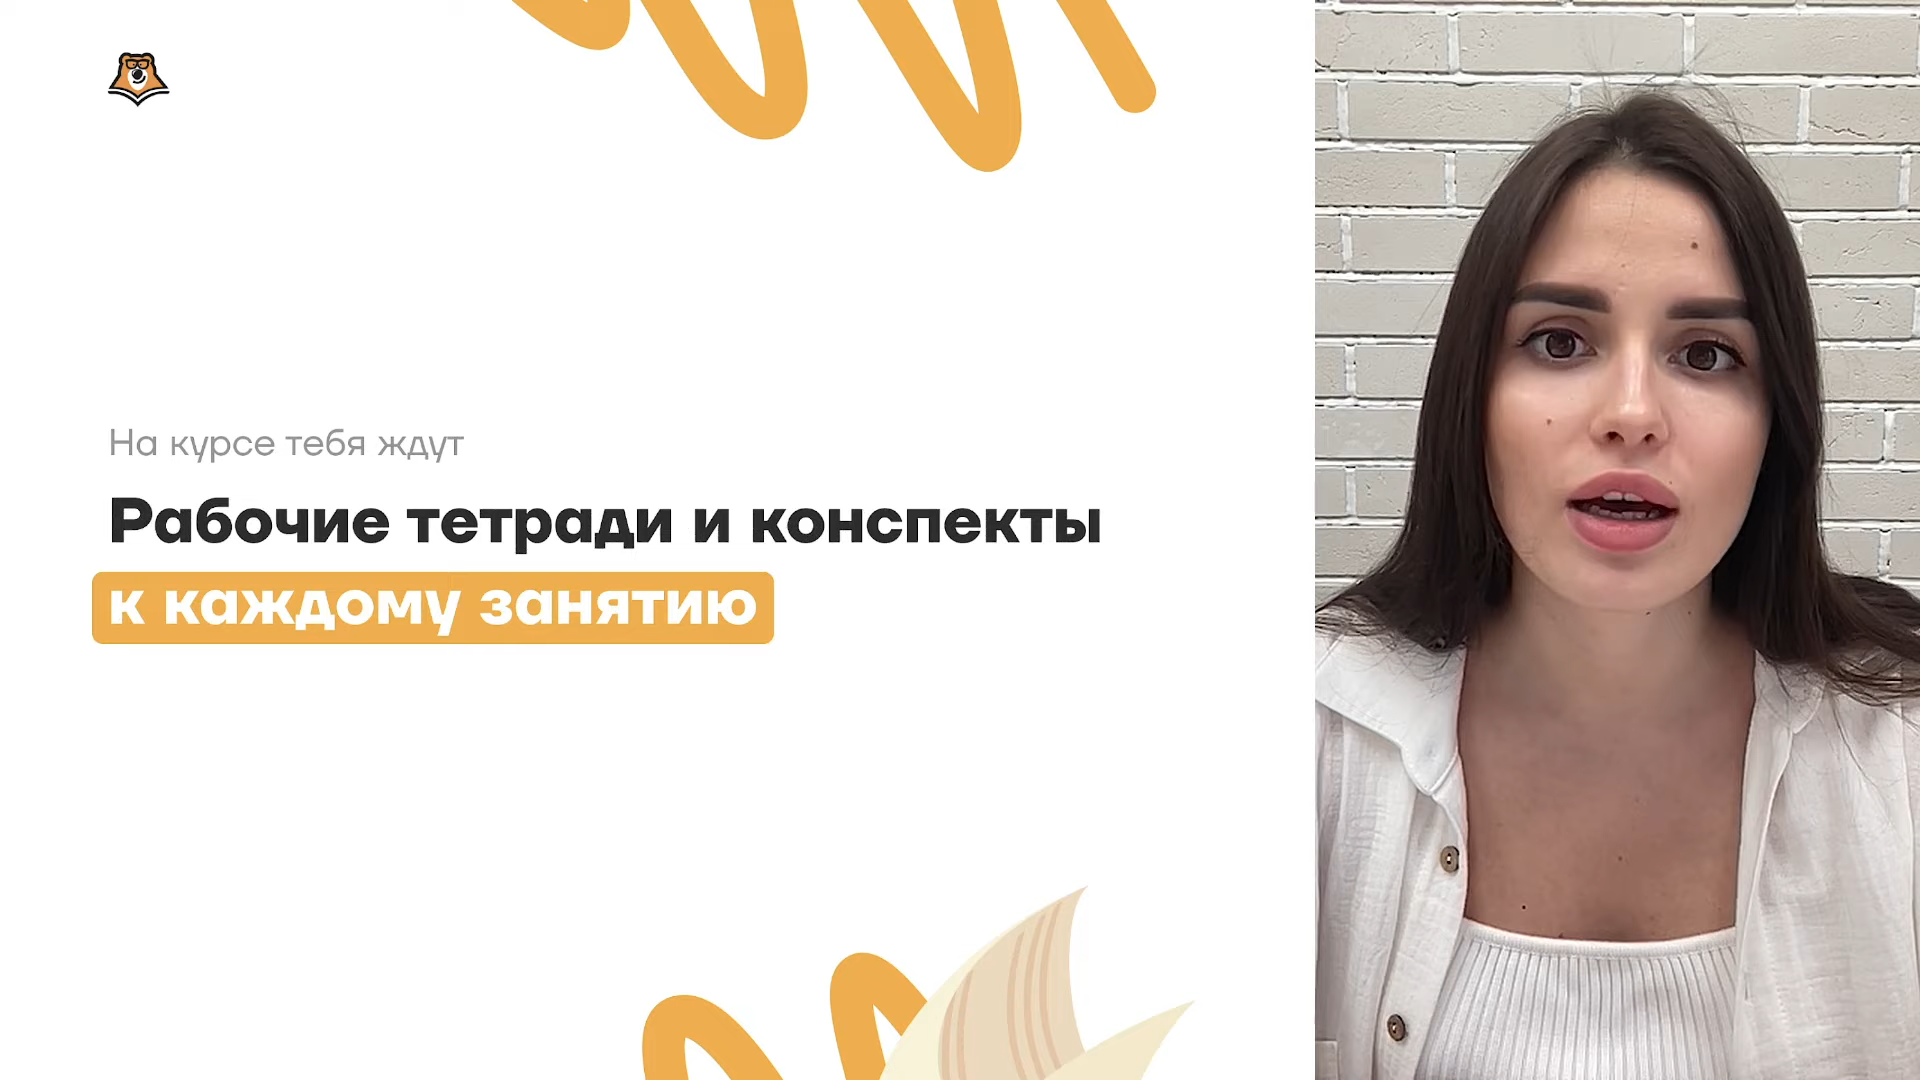 На курсе тебя ждут
Рабочие тетради и конспекты
к каждому занятию